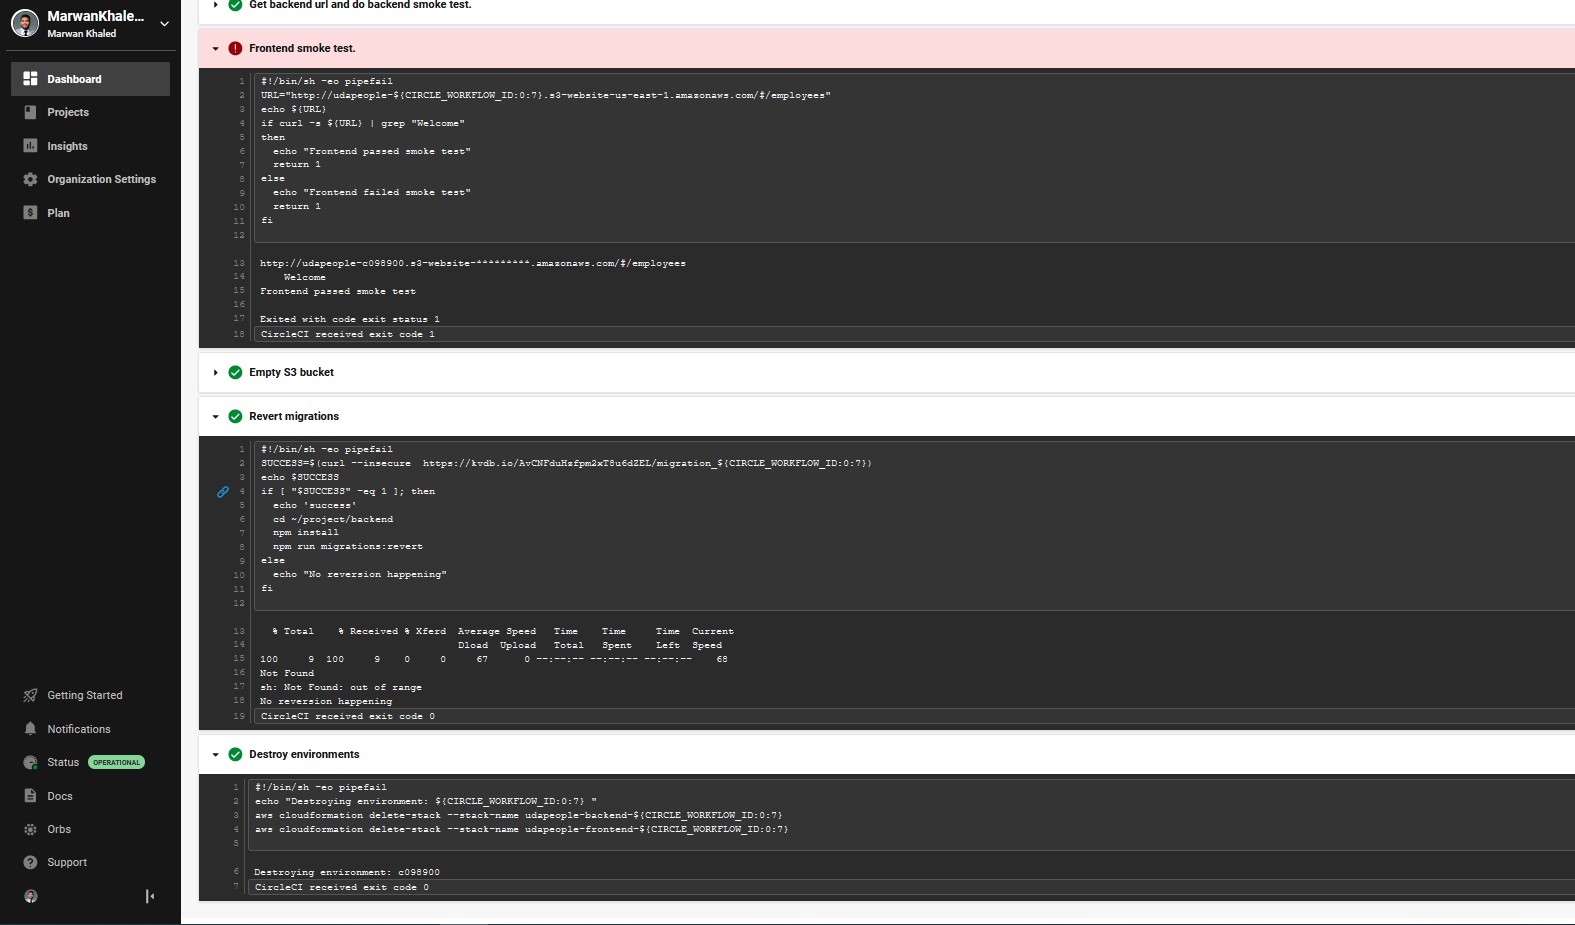 MarwanKhale...
Marwan Khaled
Dashboard
Projects
Insights
Organization Settings
Plan
Getting Started
Notifications
Status OPERATIONAL
Docs
Orbs
Support
Get backend url and do backend smoke test.
Frontend smoke test.
1 #!/bin/sh -eo pipefail
2 URL="http://udapeople-${CIRCLE_WORKFLOW_ID:0:7}.s3-website-us-east-1.amazonaws.com/#/employees"
3 echo ${URL}
4 if curl -s ${URL} | grep "Welcome"
5 then
6 echo "Frontend passed smoke test"
7 return 1
8 else
9 echo "Frontend failed smoke test"
10 return 1
11 fi
12
13 http://udapeople-c098900.s3-website-*********.amazonaws.com/#/employees
14 Welcome
15 Frontend passed smoke test
16
17 Exited with code exit status 1
18 CircleCI received exit code 1
Empty S3 bucket
Revert migrations
1 #!/bin/sh -eo pipefail
2 SUCCESS=$(curl --insecure  https://kvdb.io/AvCNFduHzfpm2xT8u6dZEL/migration_${CIRCLE_WORKFLOW_ID:0:7})
3 echo $SUCCESS
4 if [ "$SUCCESS" -eq 1 ]; then
5 echo 'success'
6 cd ~/project/backend
7 npm install
8 npm run migrations:revert
9 else
10 echo "No reversion happening"
11 fi
12
13 % Total % Received % Xferd Average Speed Time Time Time Current
14 Dload Upload Total Spent Left Speed
15 100 9 100 9 0 0 67 0 --:--:-- --:--:-- --:--:-- 68
16 Not Found
17 sh: Not Found: out of range
18 No reversion happening
19 CircleCI received exit code 0
Destroy environments
1 #!/bin/sh -eo pipefail
2 echo "Destroying environment: ${CIRCLE_WORKFLOW_ID:0:7} "
3 aws cloudformation delete-stack --stack-name udapeople-backend-${CIRCLE_WORKFLOW_ID:0:7}
4 aws cloudformation delete-stack --stack-name udapeople-frontend-${CIRCLE_WORKFLOW_ID:0:7}
5
6 Destroying environment: c098900
7 CircleCI received exit code 0